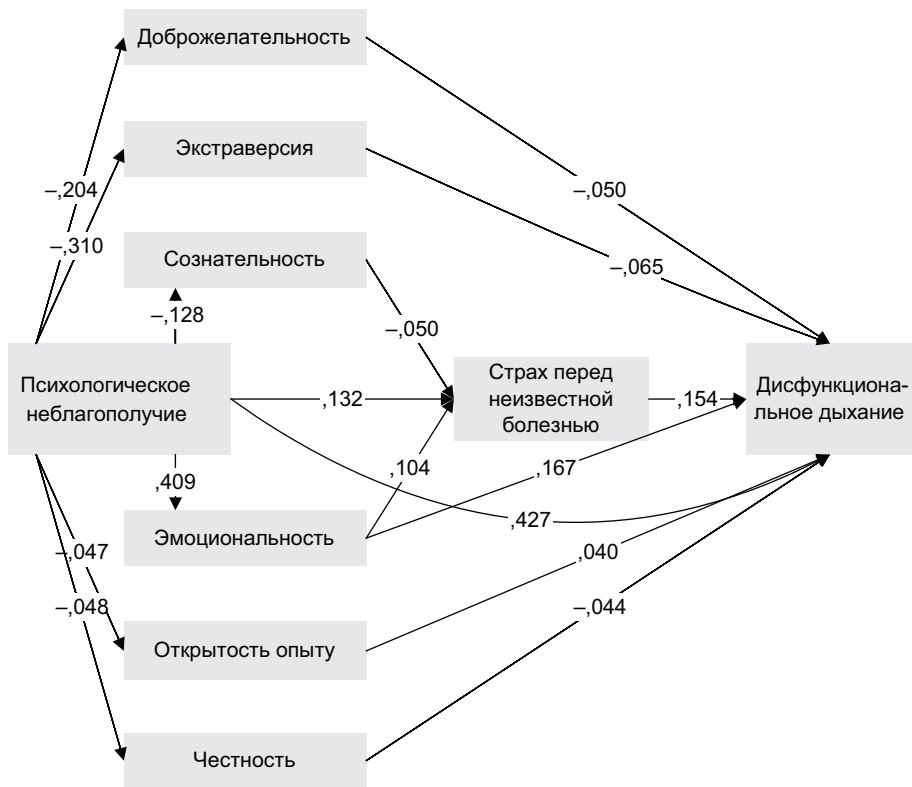 Доброжелательность
Экстраверсия
–,204
–,050
–,310
Сознательность
–,065
–,128
–,050
Психологическое
неблагополучие
,132
Страх перед
неизвестной
болезнью
,154
Дисфункциона-
льное дыхание
,409
,104
,167
,427
Эмоциональность
–,047
,040
–,048
–,044
Открытость опыту
Честность